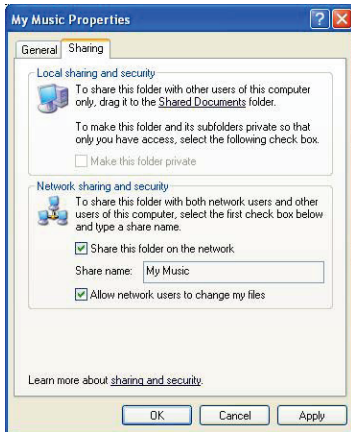 My Music Properties
General Sharing
Local sharing and security
To share this folder with other users of this computer
only, drag it to the Shared Documents folder.
To make this folder and its subfolders private so that
only you have access, select the following check box.
Make this folder private
Network sharing and security
To share this folder with both network users and other
users of this computer, select the first check box below
and type a share name.
Share this folder on the network
Share name: My Music
Allow network users to change my files
Learn more about sharing and security.
OK Cancel Apply